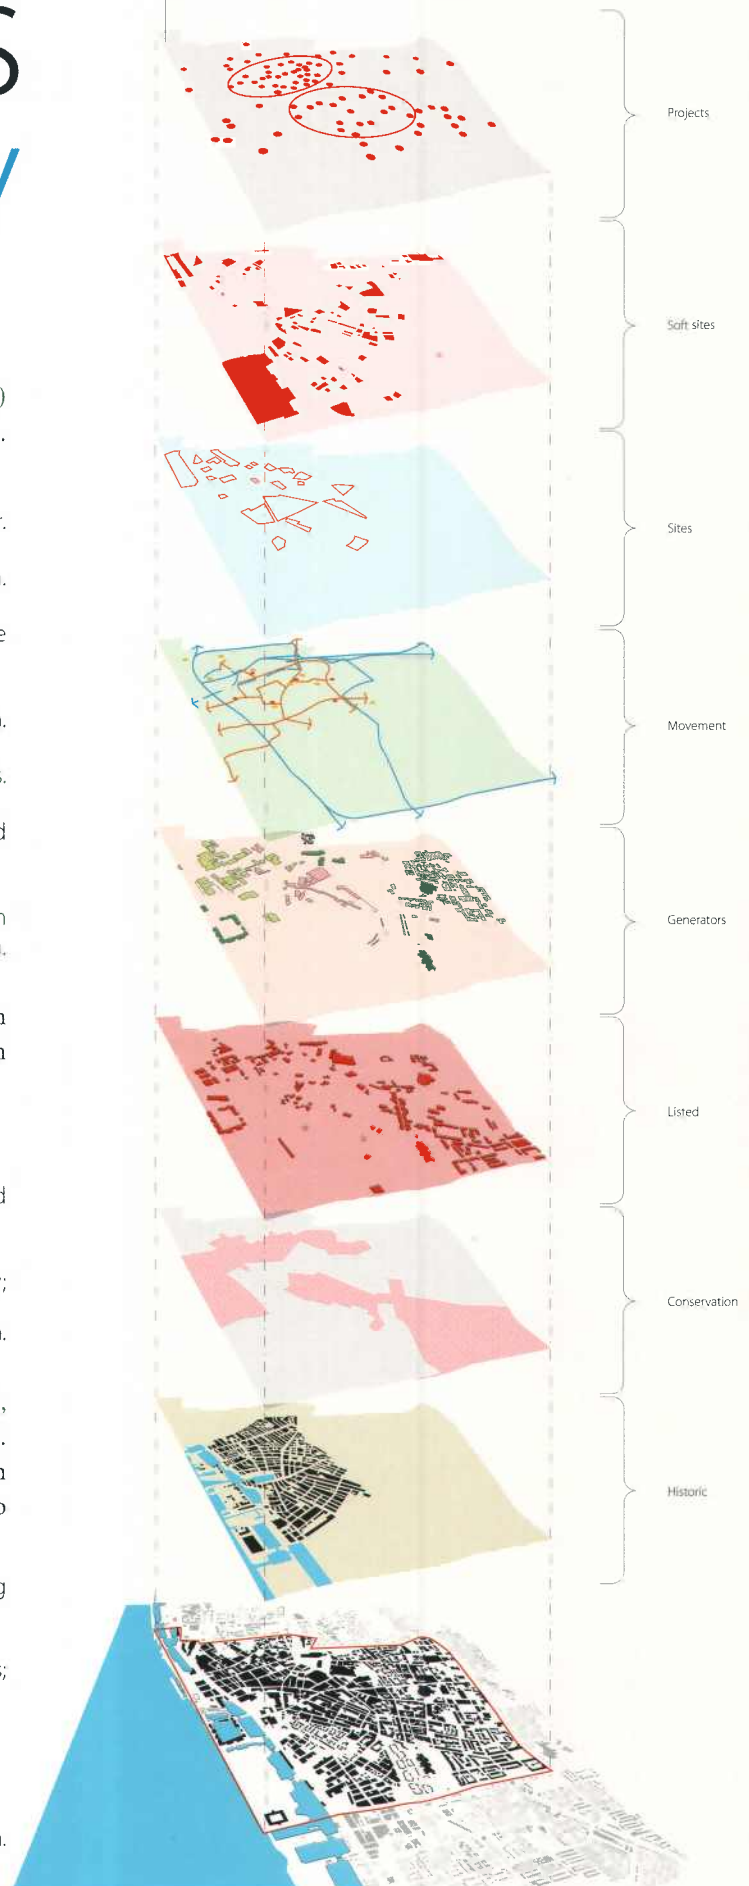 S
y
)
.
r.
e
s.
d
n
n
n
d
;
,
.
n
o
g
s;
Projects
Soft sites
Sites
Movement
Generators
Listed
Conservation
Historic